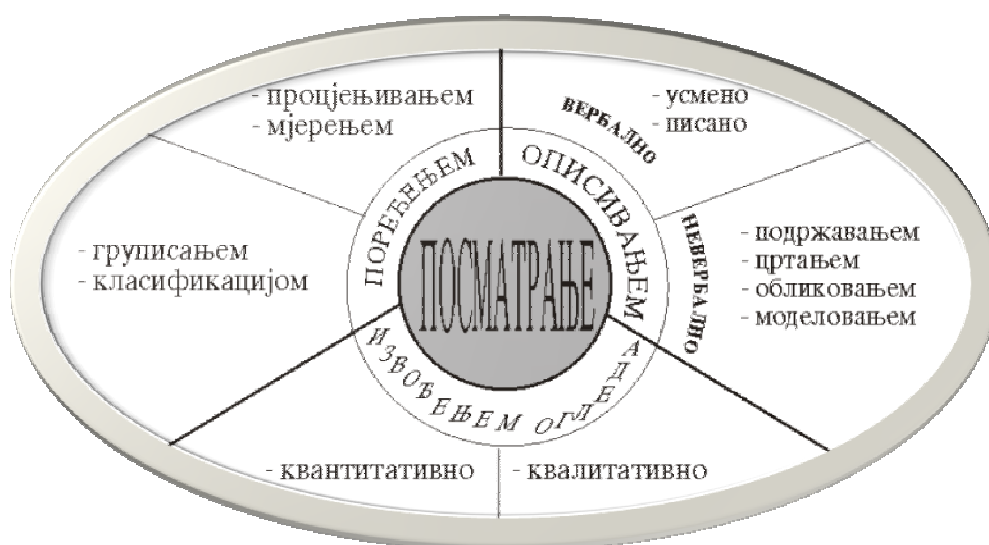 - процјењивањем
- мјерењем
ВЕРБАЛНО
- усмено
- писано
ПОРЕЂЕЊЕМ
ОПИСИВАЊЕМ
- груписањем
- класификацијом
ПОСМАТРАЊЕ
НЕВЕРБАЛНО
- подржавањем
- цртањем
- обликовањем
- моделовањем
ИЗВОЂЕЊЕМ ОГЛЕДА
- квантитативно
- квалитативно